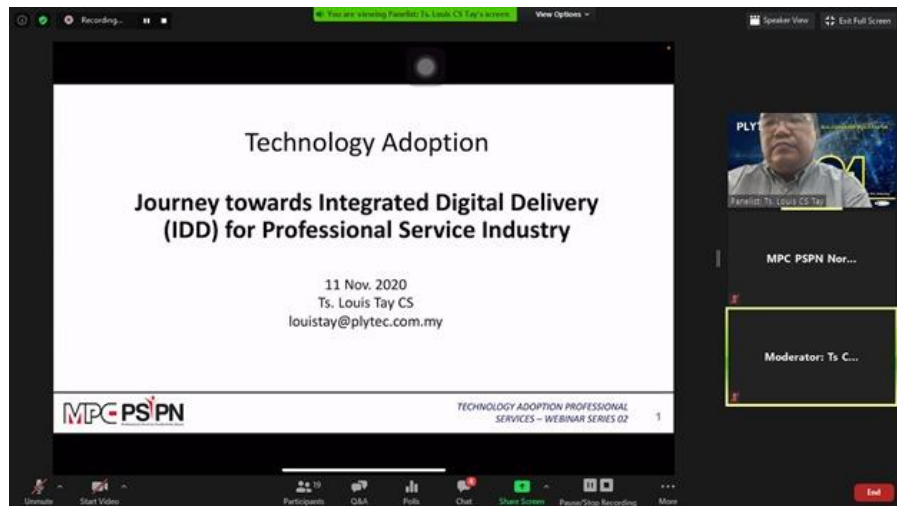 Recording...
You are viewing Panelist: Ts. Louis CS Tay's screen
View Options
Speaker View
Exit Full Screen
Technology Adoption
Journey towards Integrated Digital Delivery
(IDD) for Professional Service Industry
11 Nov. 2020
Ts. Louis Tay CS
louistay@plytec.com.my
MPC PSIPN
TECHNOLOGY ADOPTION PROFESSIONAL
SERVICES – WEBINAR SERIES 02
1
PLYT
Panelist: Ts. Louis CS Tay
MPC PSPN Nor...
Moderator: Ts C...
Unmute
Start Video
Participants
19
Q&A
Polls
Chat
Share Screen
Pause/Stop Recording
More
End